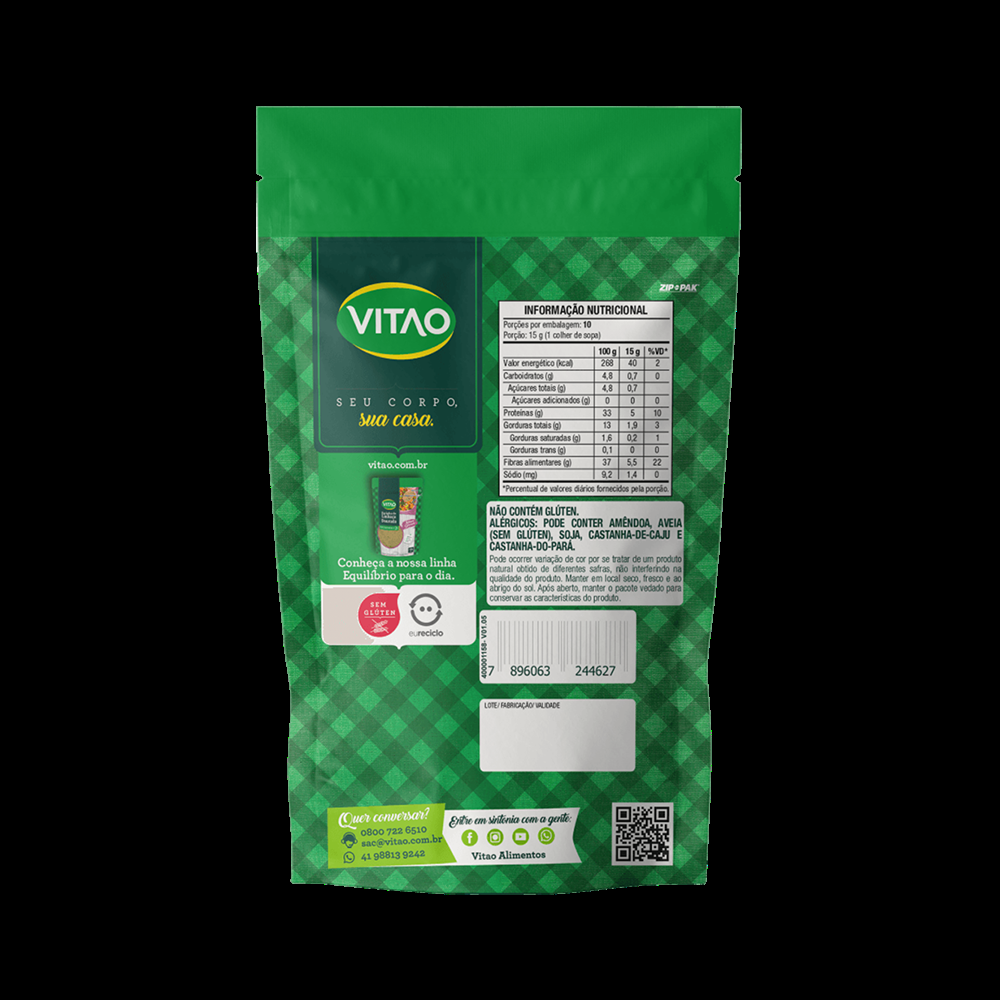 VITAO
SEU CORPO,
sua casa.
vitao.com.br
VITAO
Conheça a nossa linha
Equilíbrio para o dia.
SEM
GLÚTEN
eureciclo
ZIP PAK
INFORMAÇÃO NUTRICIONAL
Porções por embalagem: 10
Porção: 15 g (1 colher de sopa)
100 g 15 g %VD*
Valor energético (kcal) 268 40 2
Carboidratos (g) 4,8 0,7 0
Açúcares totais (g) 4,8 0,7
Açúcares adicionados (g) 0 0 0
Proteínas (g) 33 5 10
Gorduras totais (g) 13 1,9 3
Gorduras saturadas (g) 1,6 0,2 1
Gorduras trans (g) 0,1 0 0
Fibras alimentares (g) 37 5,5 22
Sódio (mg) 9,2 1,4 0
*Percentual de valores diários fornecidos pela porção.
NÃO CONTÉM GLÚTEN.
ALÉRGICOS: PODE CONTER AMÊNDOA, AVEIA
(SEM GLÚTEN), SOJA, CASTANHA-DE-CAJU E
CASTANHA-DO-PARÁ.
Pode ocorrer variação de cor por se tratar de um produto
natural obtido de diferentes safras, não interferindo na
qualidade do produto. Manter em local seco, fresco e ao
abrigo do sol. Após aberto, manter o pacote vedado para
conservar as características do produto.
400001158- V01.05
7 896063 244627
LOTE/ FABRICAÇÃO/ VALIDADE
Quer conversar?
0800 722 6510
sac@vitao.com.br
41 98813 9242
Entre em sintonia com a gente:
Vitao Alimentos